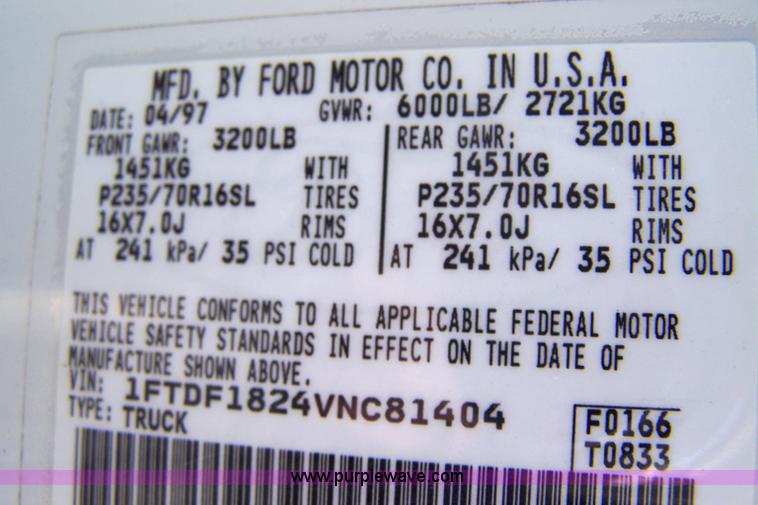 MFD. BY FORD MOTOR CO. IN U.S.A.
DATE: 04/97 GVWR: 6000LB/ 2721KG
FRONT GAWR: 3200LB REAR GAWR: 3200LB
1451KG WITH 1451KG WITH
P235/70R16SL TIRES P235/70R16SL TIRES
16X7.0J RIMS 16X7.0J RIMS
AT 241 kPa/ 35 PSI COLD AT 241 kPa/ 35 PSI COLD
THIS VEHICLE CONFORMS TO ALL APPLICABLE FEDERAL MOTOR
VEHICLE SAFETY STANDARDS IN EFFECT ON THE DATE OF
MANUFACTURE SHOWN ABOVE.
VIN: 1FTDF1824VNC81404
TYPE: TRUCK
F0166
T0833
www.purplewave.com